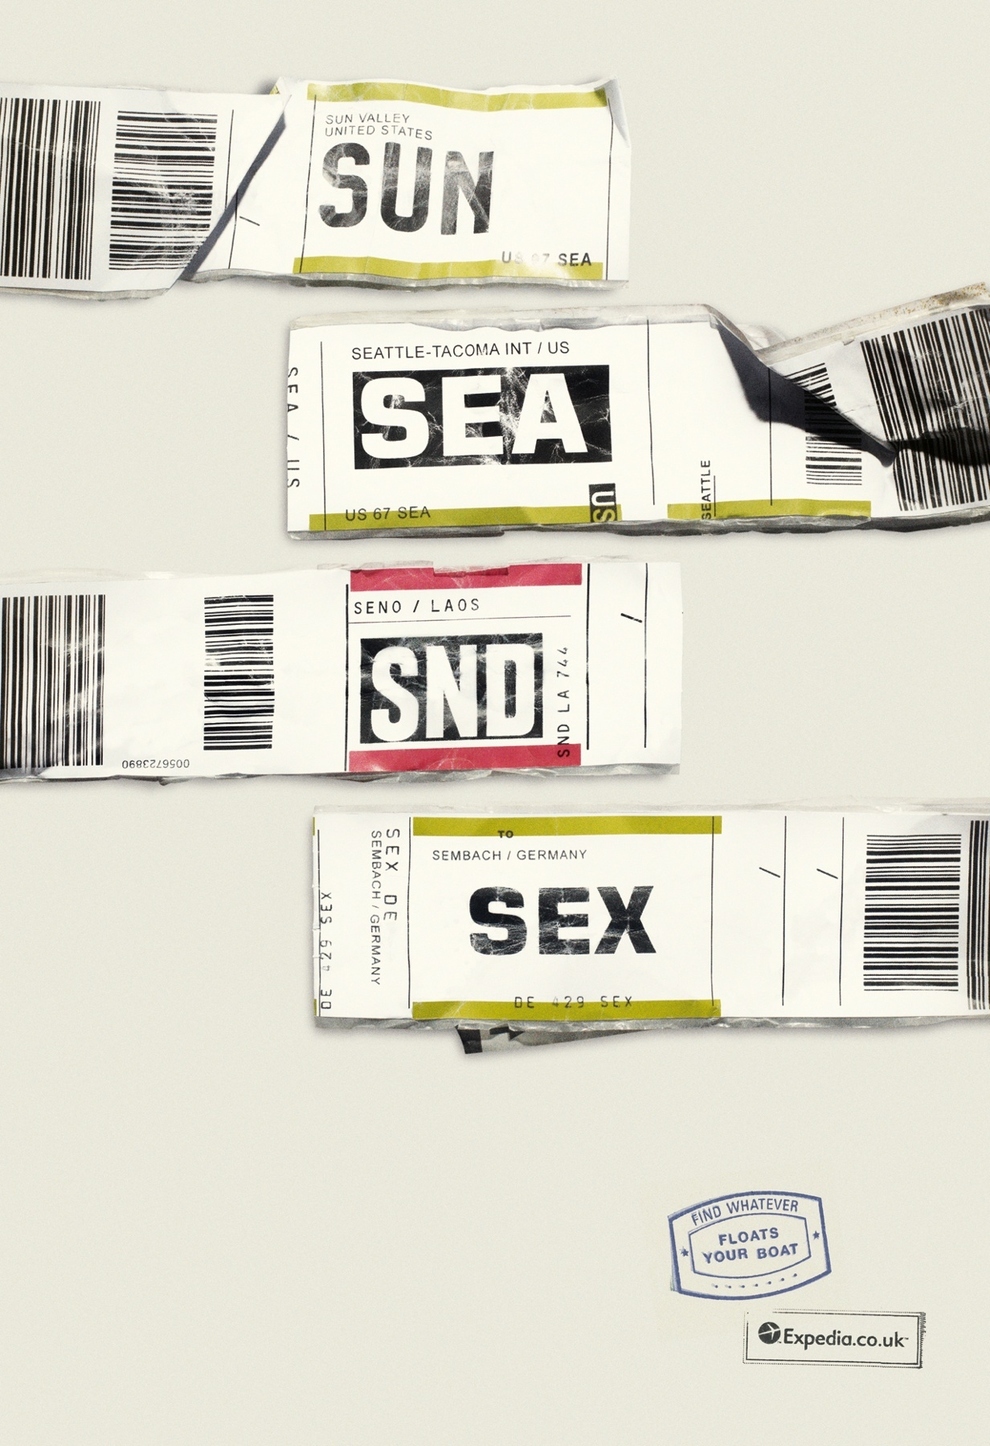 SUN VALLEY
UNITED STATES
SUN
US 67 SEA
SEATTLE-TACOMA INT / US
SEA
SEA / US
US 67 SEA
US
SEATTLE
SENO / LAOS
SND
SND LA 744
0056723890
TO
SEMBACH / GERMANY
SEX
DE 429 SEX
SEX DE
SEMBACH / GERMANY
DE 429 SEX
FIND WHATEVER
FLOATS
YOUR BOAT
Expedia.co.uk